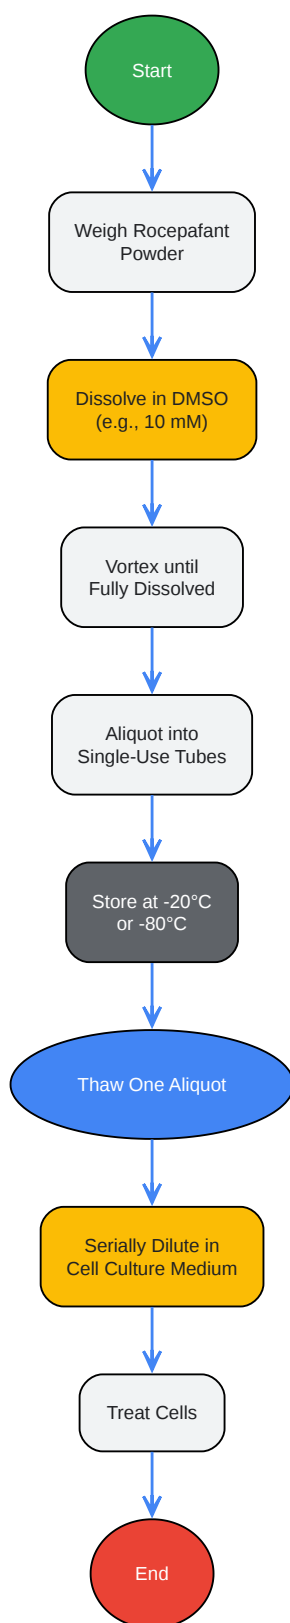 Start
Weigh Rocepafant
Powder
Dissolve in DMSO
(e.g., 10 mM)
Vortex until
Fully Dissolved
Aliquot into
Single-Use Tubes
Store at -20°C
or -80°C
Thaw One Aliquot
Serially Dilute in
Cell Culture Medium
Treat Cells
End